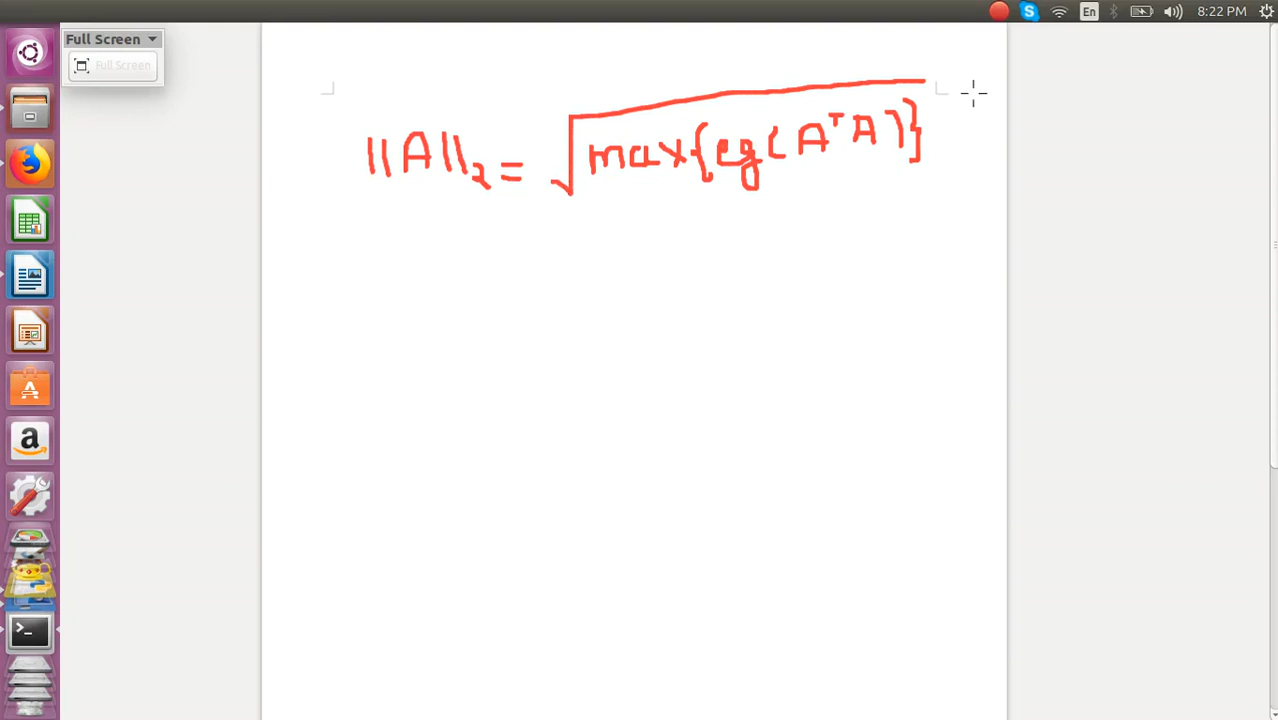 8:22 PM
En
Full Screen
Full Screen
||A||₂ = √max{eg(AᵀA)}